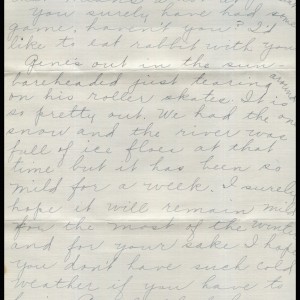 You surely have had some
game, haven't you? I'd
like to eat rabbit with you
Gene's out in the sun-
bareheaded just tearing around
on his roller skates. It is
so pretty out. We had the one
snow and the river was
full of ice floes at that
time but it has been so
mild for a week. I surely
hope it will remain mild
for the most of the winter
and for your sake I hope
you don't have such cold
weather if you have to